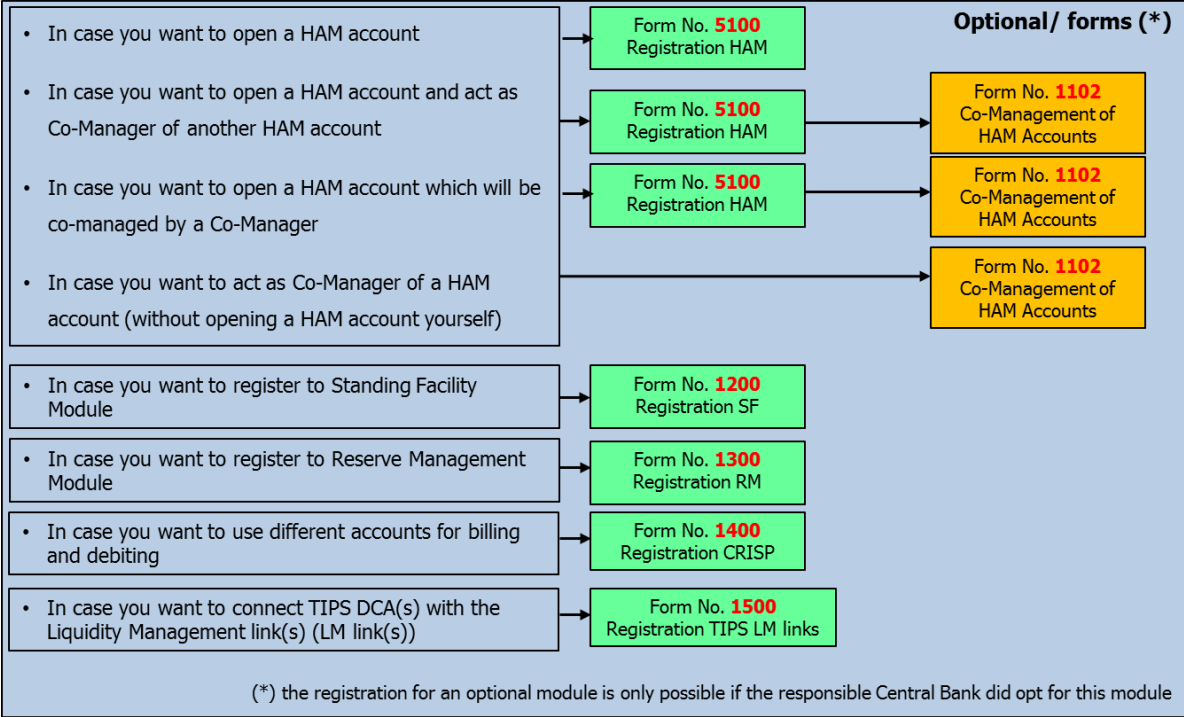 Optional/ forms (*)
• In case you want to open a HAM account
Form No. 5100
Registration HAM
• In case you want to open a HAM account and act as
Co-Manager of another HAM account
Form No. 5100
Registration HAM
Form No. 1102
Co-Management of
HAM Accounts
• In case you want to open a HAM account which will be
co-managed by a Co-Manager
Form No. 5100
Registration HAM
Form No. 1102
Co-Management of
HAM Accounts
• In case you want to act as Co-Manager of a HAM
account (without opening a HAM account yourself)
Form No. 1102
Co-Management of
HAM Accounts
• In case you want to register to Standing Facility
Module
Form No. 1200
Registration SF
• In case you want to register to Reserve Management
Module
Form No. 1300
Registration RM
• In case you want to use different accounts for billing
and debiting
Form No. 1400
Registration CRISP
• In case you want to connect TIPS DCA(s) with the
Liquidity Management link(s) (LM link(s))
Form No. 1500
Registration TIPS LM links
(*) the registration for an optional module is only possible if the responsible Central Bank did opt for this module